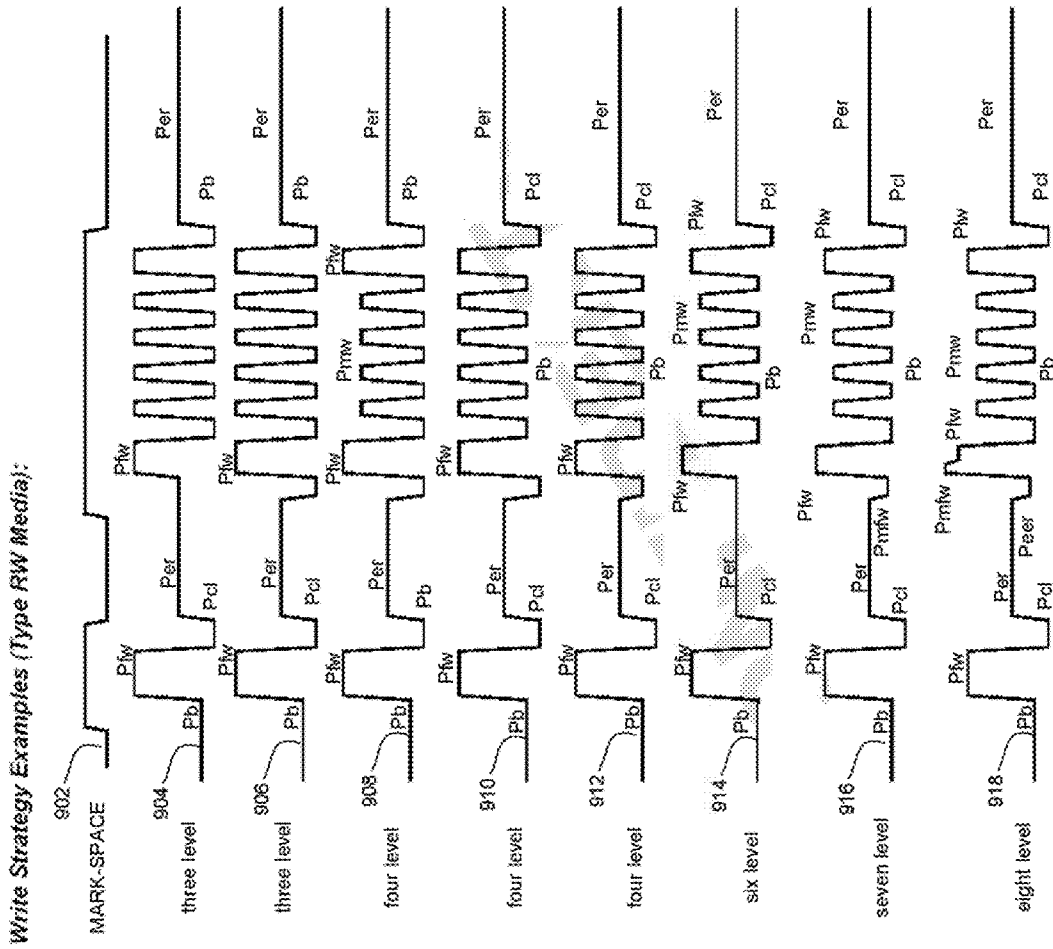 Write Strategy Examples (Type RW Media):
902
MARK-SPACE
904
three level
Pb
Pfw
Pcl
Per
Pfw
Pb
Per
906
three level
Pb
Pfw
Pcl
Per
Pfw
Pb
Per
908
four level
Pb
Pfw
Pb
Per
Pfw
Pmw
Pfw
Pb
Per
910
four level
Pb
Pfw
Pcl
Per
Pfw
Pb
Pcl
Per
912
four level
Pb
Pfw
Pcl
Per
Pfw
Pb
Pcl
Per
914
six level
Pb
Pfw
Pcl
Per
Pfw
Pb
Pmw
Plw
Pcl
Per
916
seven level
Pb
Pfw
Pcl
Per
Pmfw
Pfw
Pb
Pmw
Plw
Pcl
Per
918
eight level
Pb
Pfw
Pcl
Per
Peer
Pmfw
Pfw
Pmw
Pb
Plw
Pcl
Per